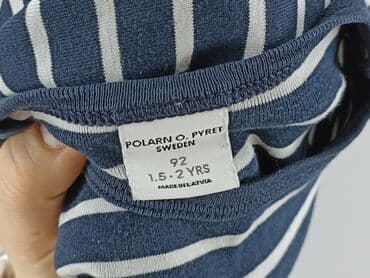 POLARN O. PYRET
SWEDEN
92
1.5 - 2 YRS
MADE IN LATVIA